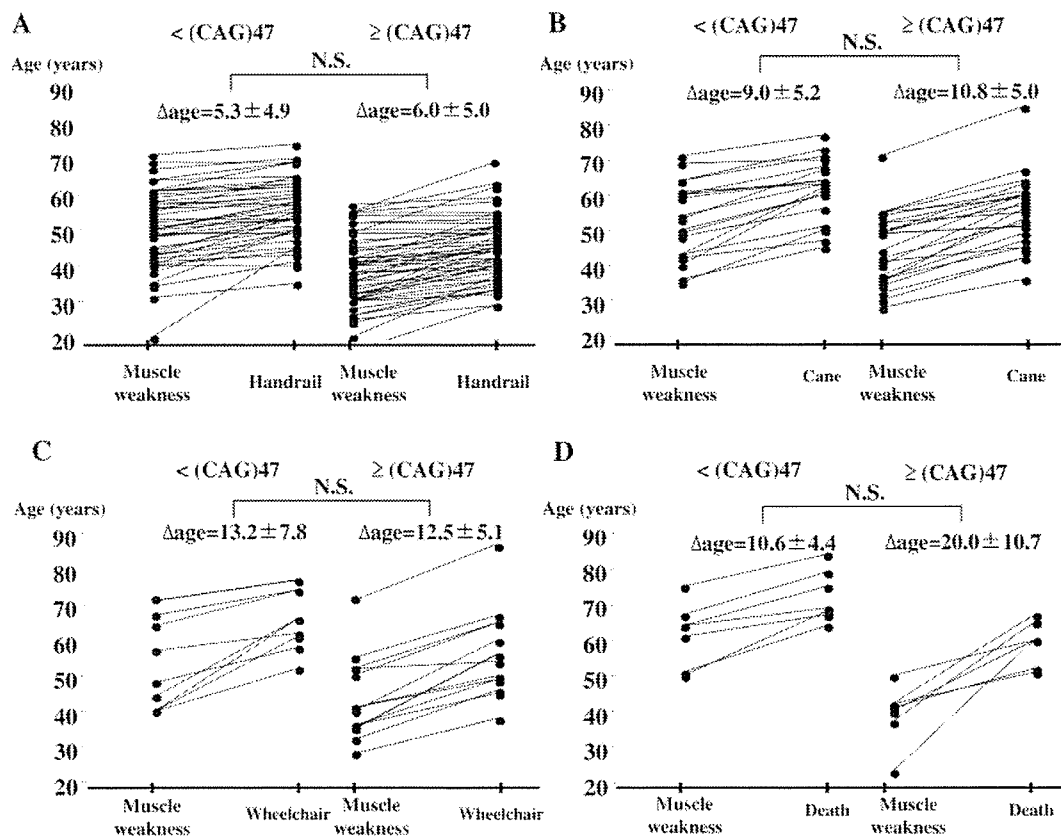 A
< (CAG)47
≥ (CAG)47
Age (years)
N.S.
Δage=5.3±4.9
Δage=6.0±5.0
90
80
70
60
50
40
30
20
Muscle weakness
Handrail
Muscle weakness
Handrail
B
< (CAG)47
≥ (CAG)47
Age (years)
N.S.
Δage=9.0±5.2
Δage=10.8±5.0
90
80
70
60
50
40
30
20
Muscle weakness
Cane
Muscle weakness
Cane
C
< (CAG)47
≥ (CAG)47
Age (years)
N.S.
Δage=13.2±7.8
Δage=12.5±5.1
90
80
70
60
50
40
30
20
Muscle weakness
Wheelchair
Muscle weakness
Wheelchair
D
< (CAG)47
≥ (CAG)47
Age (years)
N.S.
Δage=10.6±4.4
Δage=20.0±10.7
90
80
70
60
50
40
30
20
Muscle weakness
Death
Muscle weakness
Death